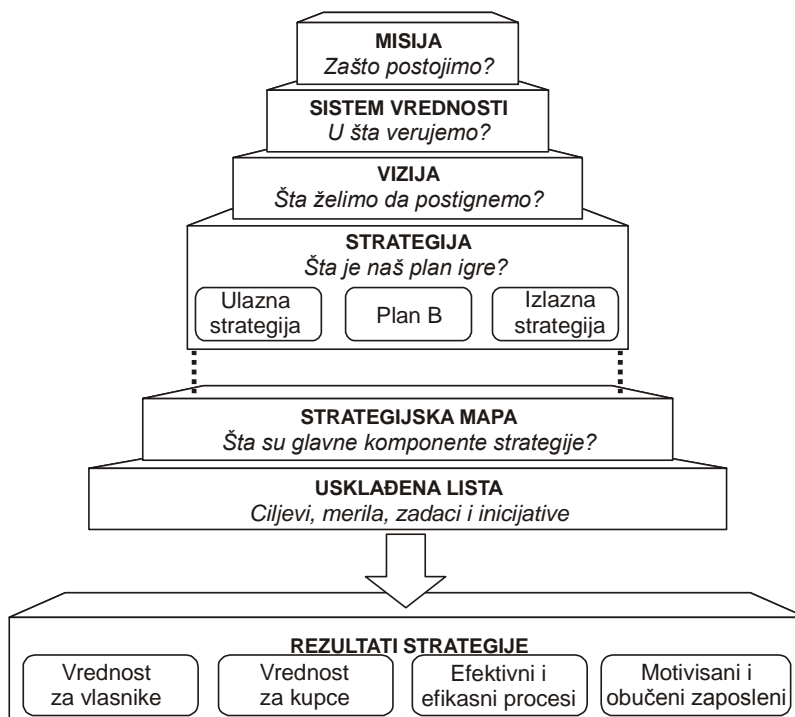 MISIJA
Zašto postojimo?
SISTEM VREDNOSTI
U šta verujemo?
VIZIJA
Šta želimo da postignemo?
STRATEGIJA
Šta je naš plan igre?
Ulazna
strategija
Plan B
Izlazna
strategija
STRATEGIJSKA MAPA
Šta su glavne komponente strategije?
USKLAĐENA LISTA
Ciljevi, merila, zadaci i inicijative
REZULTATI STRATEGIJE
Vrednost
za vlasnike
Vrednost
za kupce
Efektivni i
efikasni procesi
Motivisani i
obučeni zaposleni